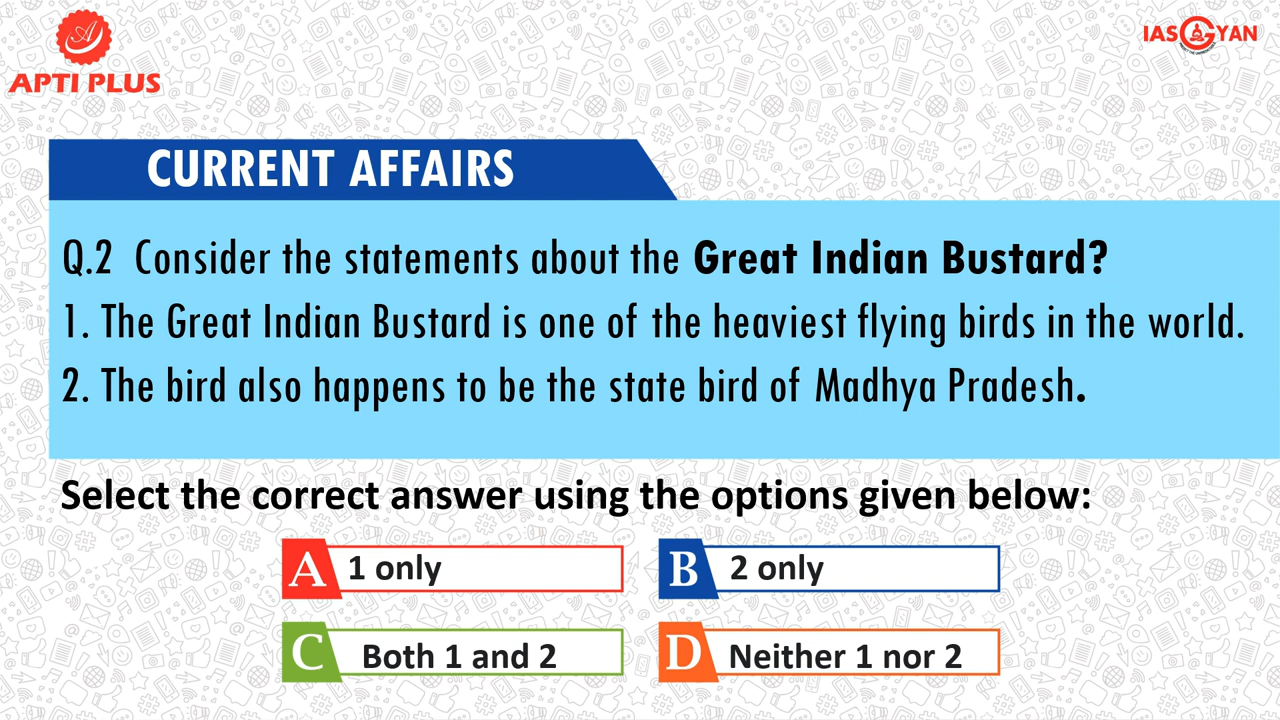 APTI PLUS
IAS GYAN
CURRENT AFFAIRS
Q.2 Consider the statements about the Great Indian Bustard?
1. The Great Indian Bustard is one of the heaviest flying birds in the world.
2. The bird also happens to be the state bird of Madhya Pradesh.
Select the correct answer using the options given below:
A 1 only
B 2 only
C Both 1 and 2
D Neither 1 nor 2